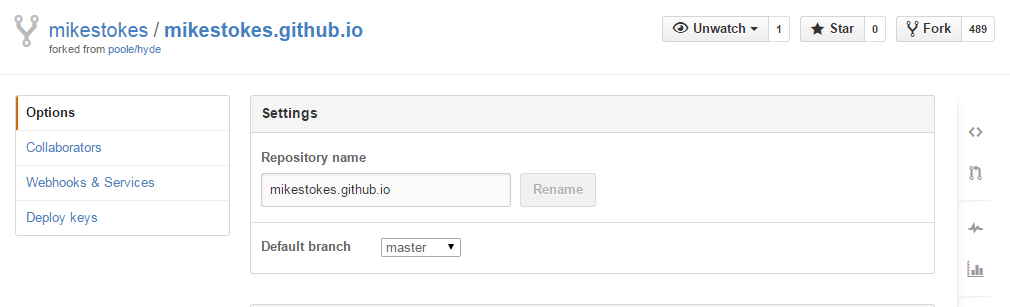 mikestokes / mikestokes.github.io
forked from poole/hyde
Unwatch 1 Star 0 Fork 489
Options
Collaborators
Webhooks & Services
Deploy keys
Settings
Repository name
mikestokes.github.io Rename
Default branch master